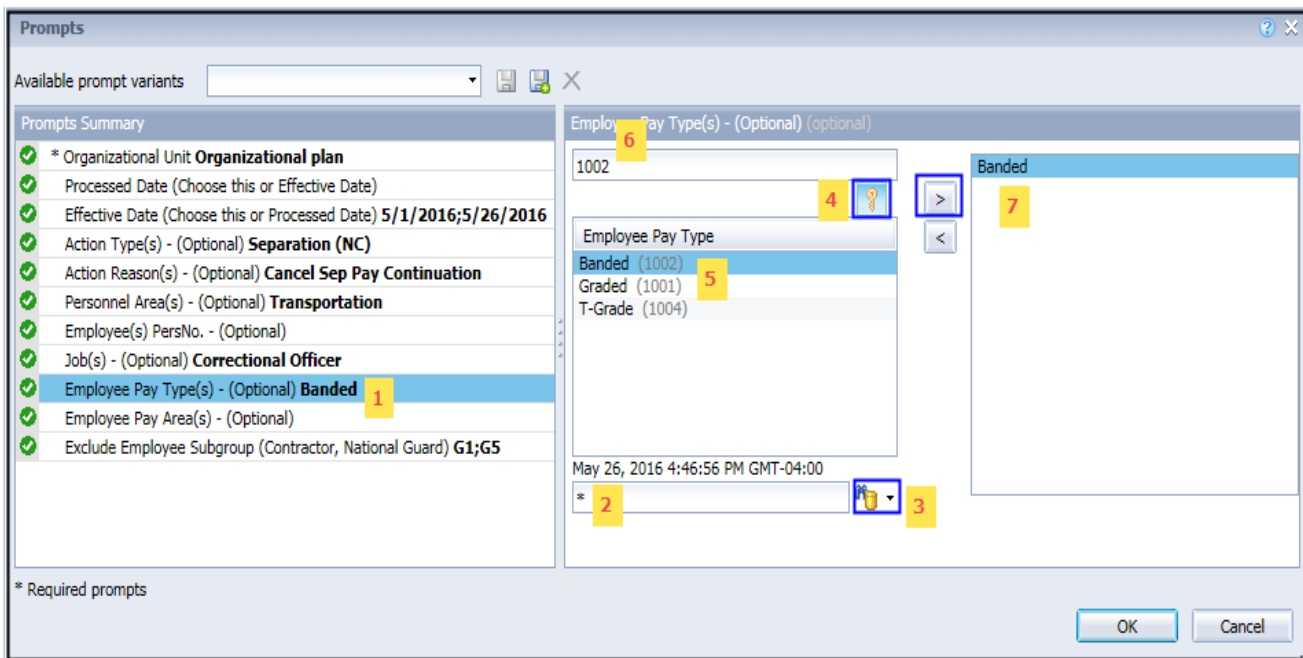 Prompts
Available prompt variants
Prompts Summary
* Organizational Unit Organizational plan
Processed Date (Choose this or Effective Date)
Effective Date (Choose this or Processed Date) 5/1/2016;5/26/2016
Action Type(s) - (Optional) Separation (NC)
Action Reason(s) - (Optional) Cancel Sep Pay Continuation
Personnel Area(s) - (Optional) Transportation
Employee(s) PersNo. - (Optional)
Job(s) - (Optional) Correctional Officer
Employee Pay Type(s) - (Optional) Banded 1
Employee Pay Area(s) - (Optional)
Exclude Employee Subgroup (Contractor, National Guard) G1;G5
* Required prompts
Pay Type(s) - (Optional) (optional)
6
1002
4
>
<
Employee Pay Type
Banded (1002)
Graded (1001)
T-Grade (1004)
5
May 26, 2016 4:46:56 PM GMT-04:00
* 2
3
Banded
7
OK
Cancel